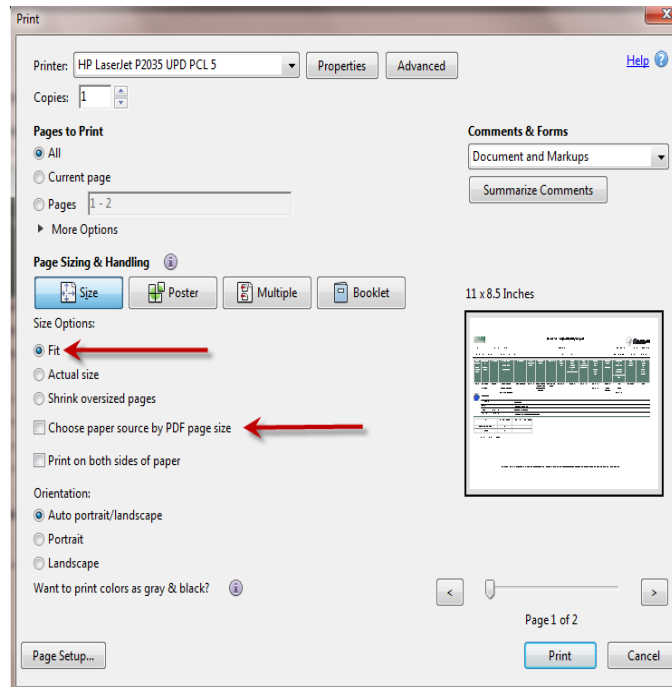 Print
Printer: HP LaserJet P2035 UPD PCL 5 Properties Advanced Help
Copies: 1
Pages to Print
All
Current page
Pages 1 - 2
More Options
Comments & Forms
Document and Markups
Summarize Comments
Page Sizing & Handling
Size Poster Multiple Booklet
Size Options:
Fit
Actual size
Shrink oversized pages
Choose paper source by PDF page size
Print on both sides of paper
Orientation:
Auto portrait/landscape
Portrait
Landscape
Want to print colors as gray & black?
11 x 8.5 Inches
< >
Page 1 of 2
Page Setup... Print Cancel